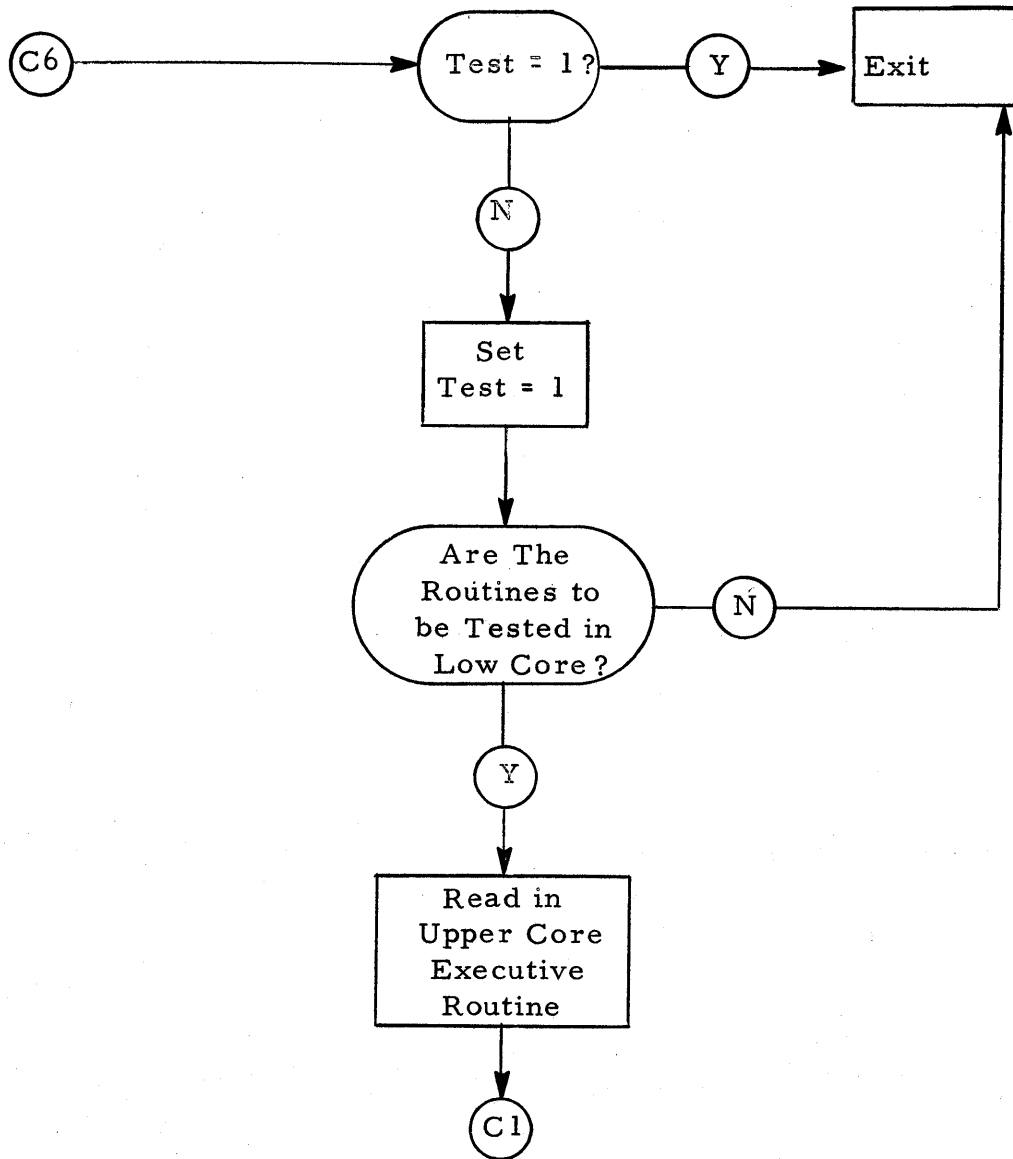 C6
Test = 1?
Y
Exit
N
Set
Test = 1
Are The
Routines to
be Tested in
Low Core?
N
Y
Read in
Upper Core
Executive
Routine
C1